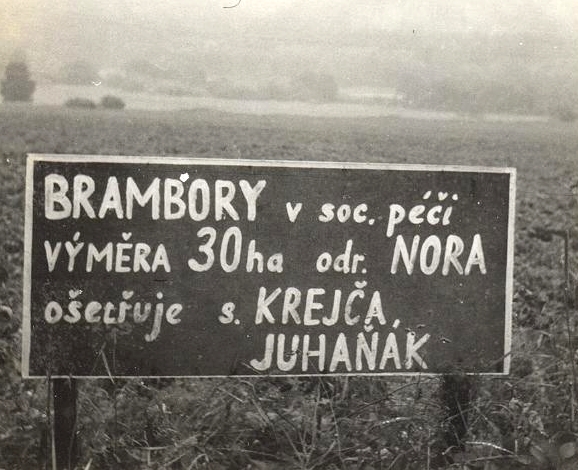 BRAMBORY v soc. péči
VÝMĚRA 30ha odr. NORA
ošetřuje s. KREJČA,
JUHAŇÁK